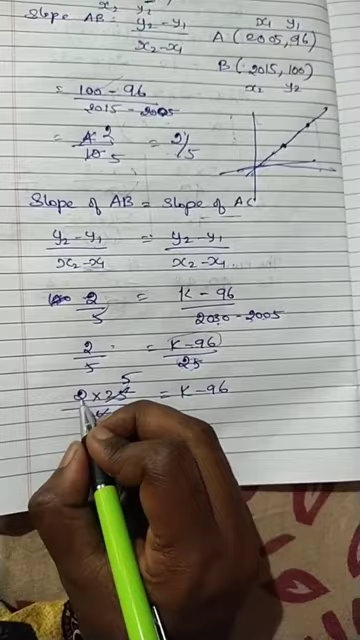 x₂ y₂
Slope AB = y₂-y₁ / x₂-x₁
x₁ y₁
A (2005, 96)
B (2015, 100)
x₂ y₂
= 100 - 96 / 2015 - 2005
= 4 2 / 10 5 = 2/5
Slope of AB = Slope of AC
y₂-y₁ / x₂-x₁ = y₂-y₁ / x₂-x₁
2 / 5 = K - 96 / 2030 - 2005
2 / 5 = K-96 / 25
2 × 25 5 = K - 96